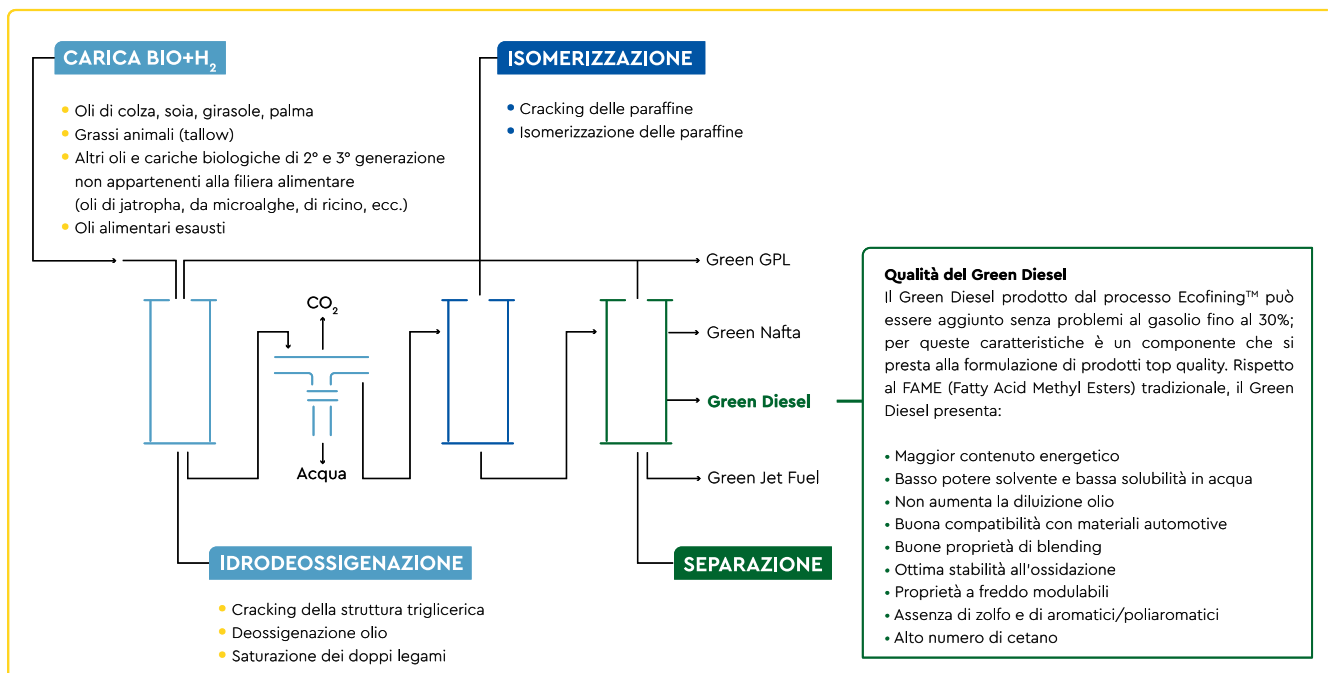 CARICA BIO+H₂
Oli di colza, soia, girasole, palma
Grassi animali (tallow)
Altri oli e cariche biologiche di 2° e 3° generazione
non appartenenti alla filiera alimentare
(oli di jatropha, da microalghe, di ricino, ecc.)
Oli alimentari esausti
ISOMERIZZAZIONE
Cracking delle paraffine
Isomerizzazione delle paraffine
CO₂
Acqua
Green GPL
Green Nafta
Green Diesel
Green Jet Fuel
IDRODEOSSIGENAZIONE
Cracking della struttura trigliceric​a
Deossigenazione olio
Saturazione dei doppi legami
SEPARAZIONE
Qualità del Green Diesel
Il Green Diesel prodotto dal processo Ecofining™ può
essere aggiunto senza problemi al gasolio fino al 30%;
per queste caratteristiche è un componente che si
presta alla formulazione di prodotti top quality. Rispetto
al FAME (Fatty Acid Methyl Esters) tradizionale, il Green
Diesel presenta:
• Maggior contenuto energetico
• Basso potere solvente e bassa solubilità in acqua
• Non aumenta la diluizione olio
• Buona compatibilità con materiali automotive
• Buone proprietà di blending
• Ottima stabilità all'ossidazione
• Proprietà a freddo modulabili
• Assenza di zolfo e di aromatici/poliaromatici
• Alto numero di cetano